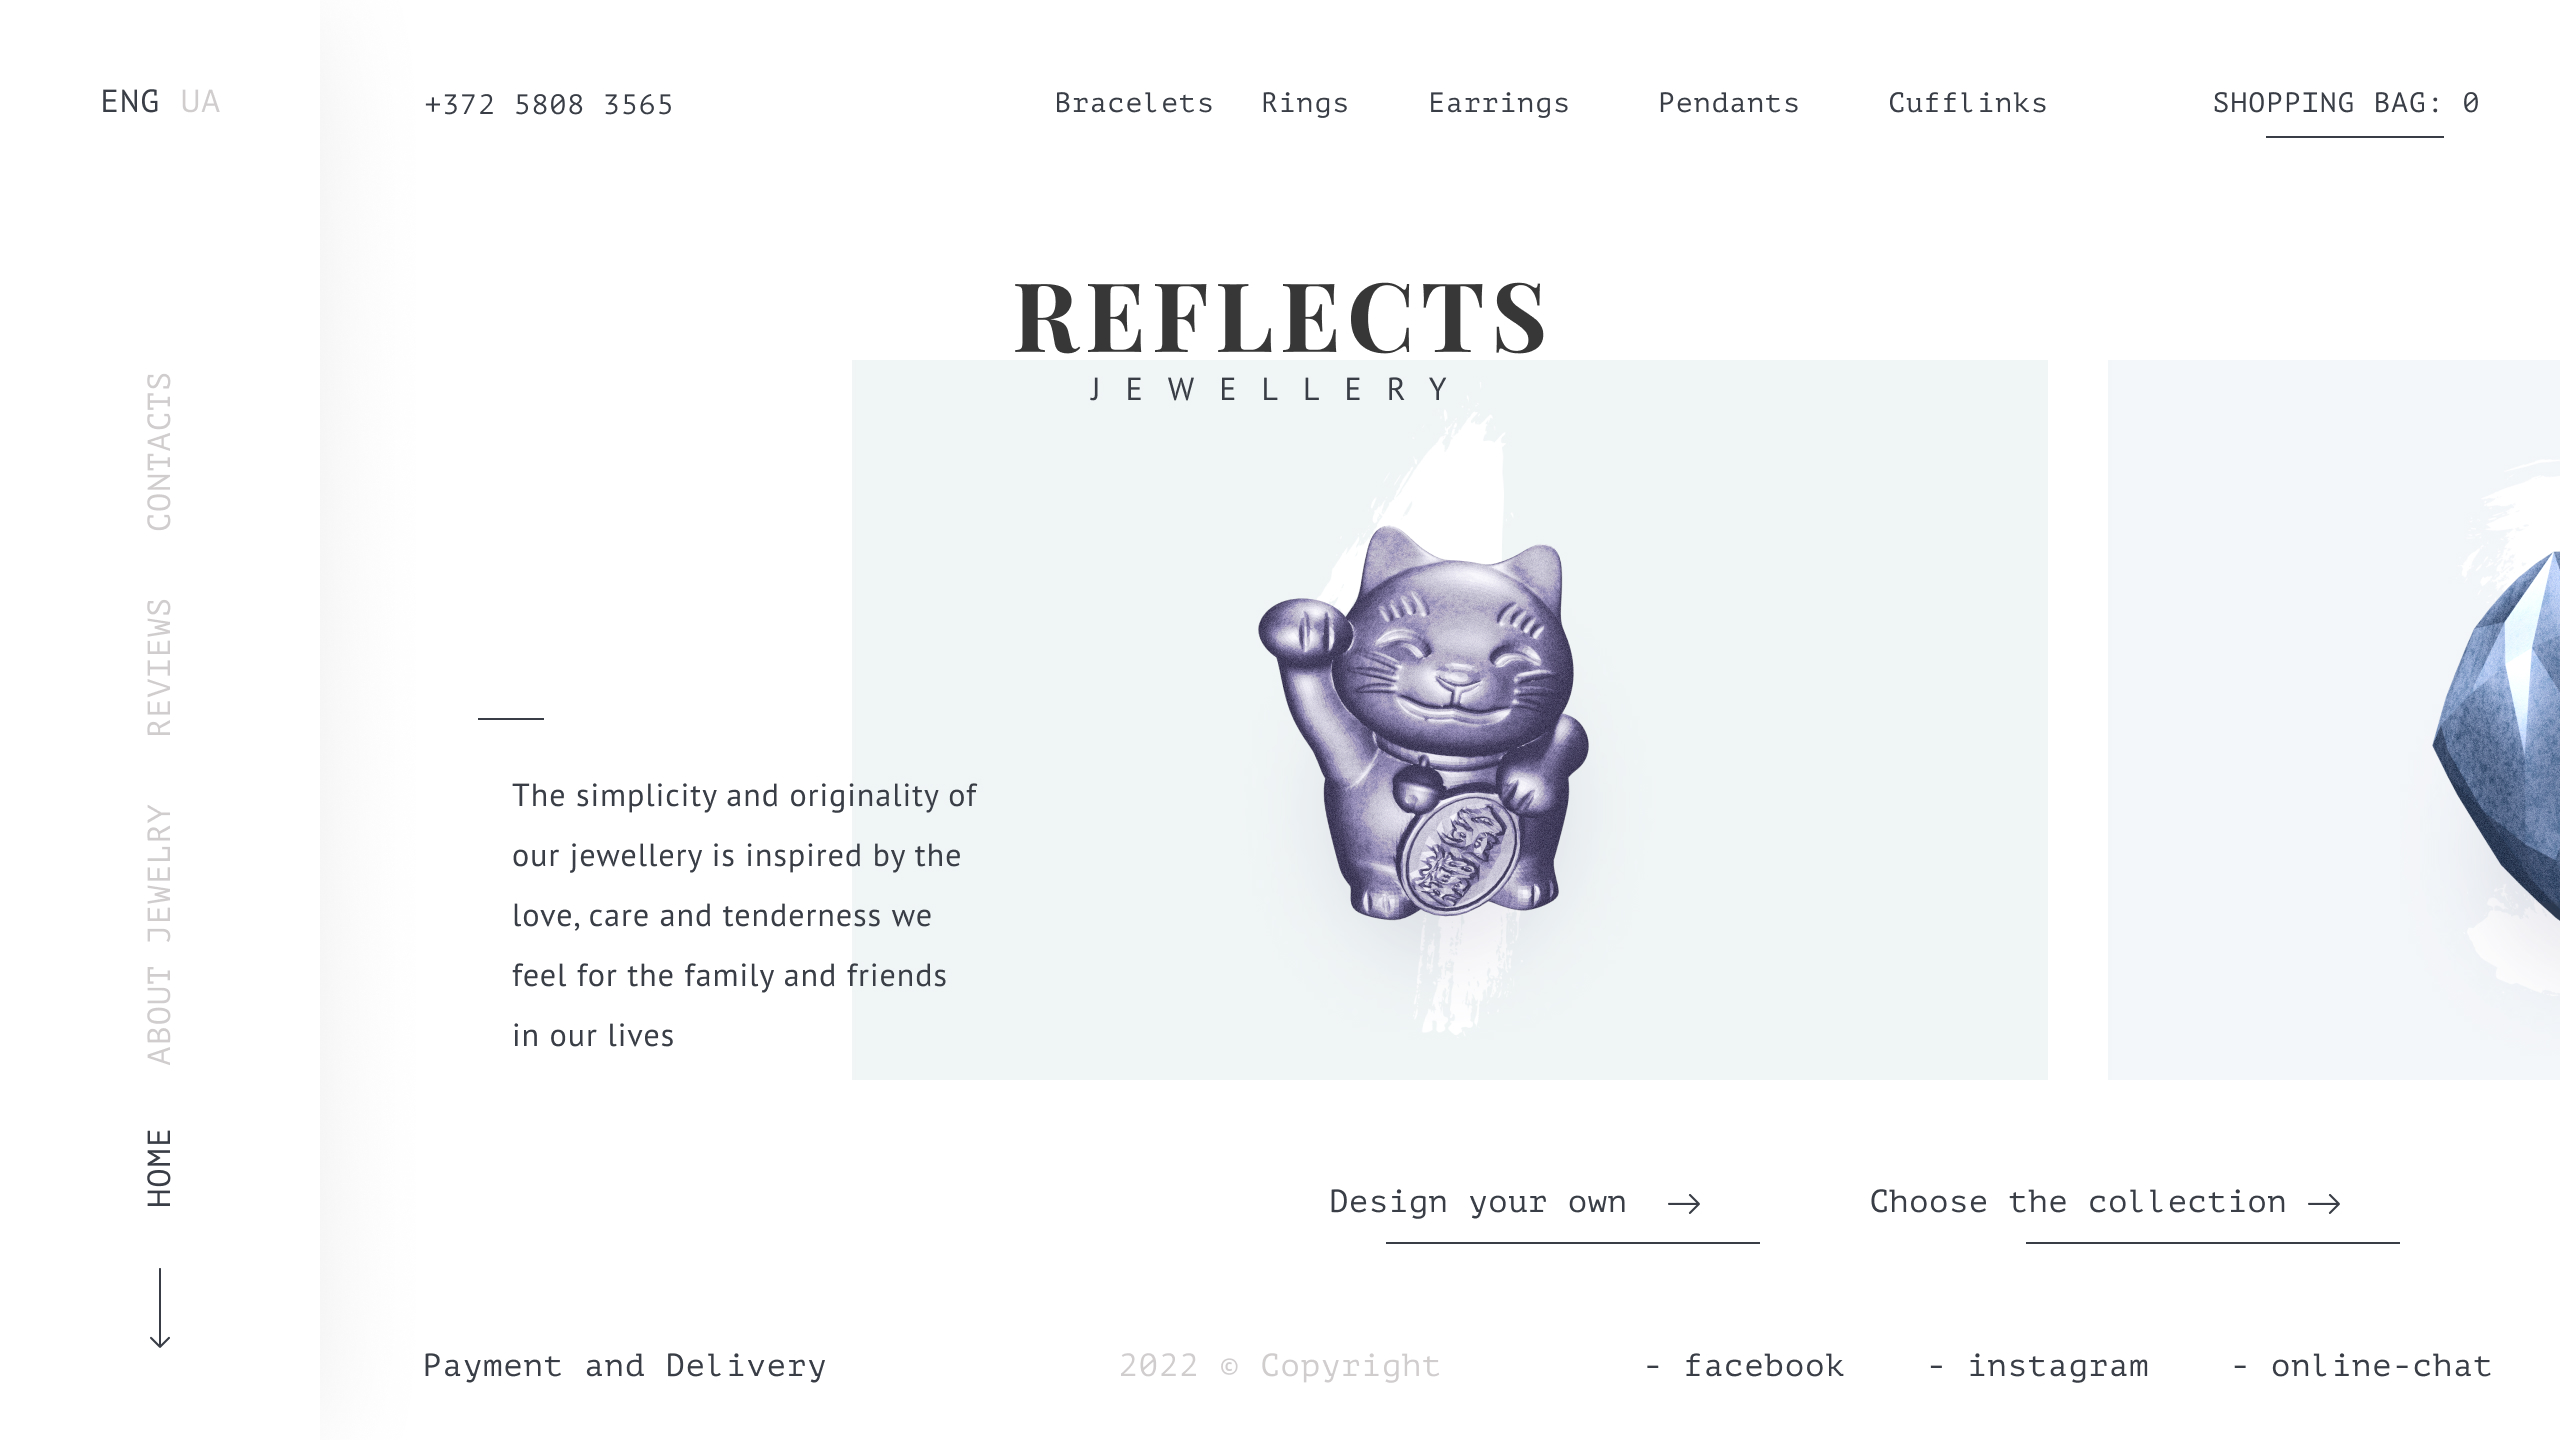 ENG UA
+372 5808 3565
Bracelets Rings Earrings Pendants Cufflinks
SHOPPING BAG: 0
CONTACTS
REVIEWS
ABOUT JEWELRY
HOME
REFLECTS
JEWELLERY
The simplicity and originality of
our jewellery is inspired by the
love, care and tenderness we
feel for the family and friends
in our lives
Design your own →
Choose the collection →
Payment and Delivery
2022 © Copyright
- facebook - instagram - online-chat